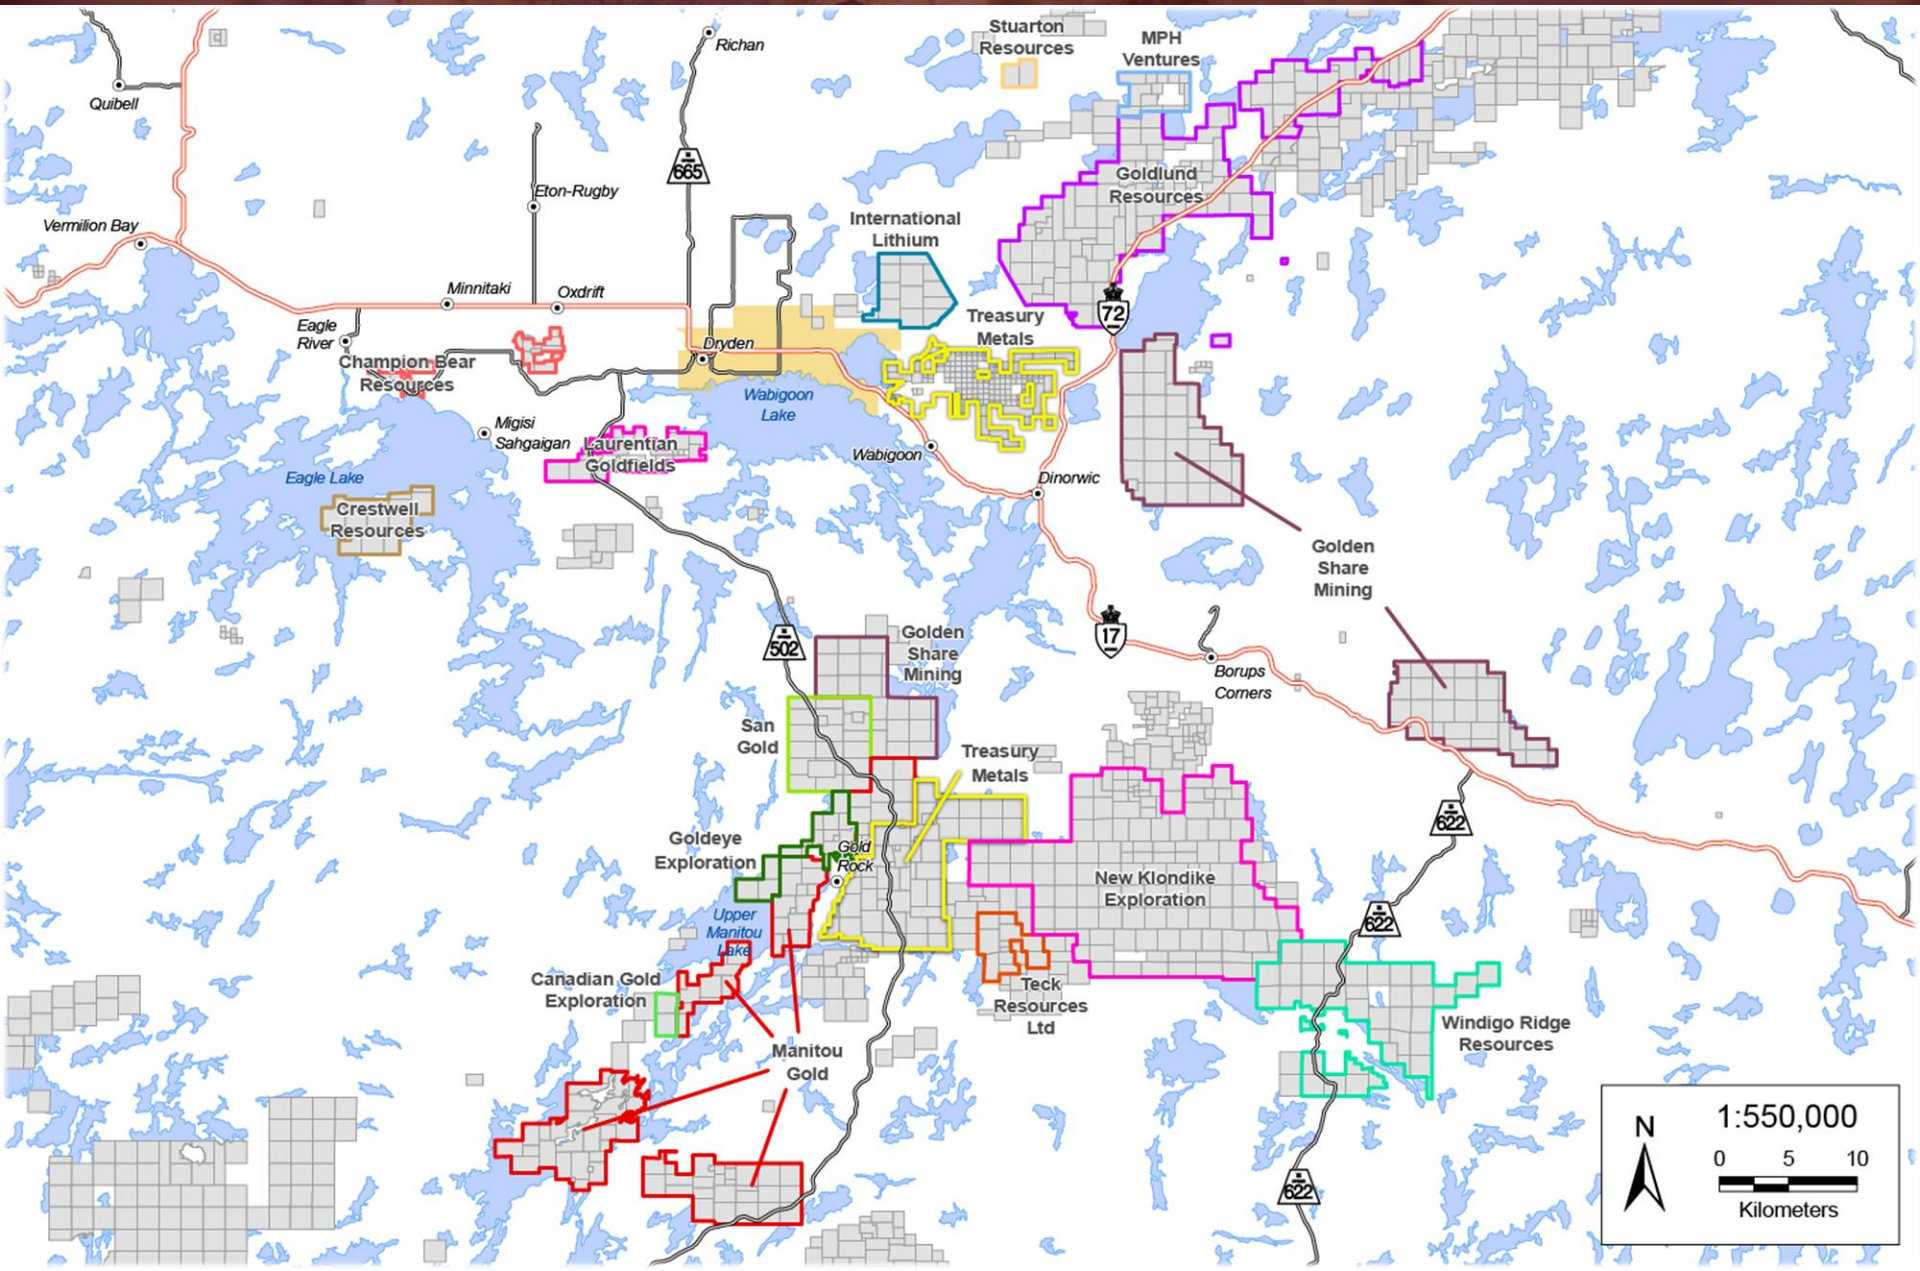 Stuarton
Resources
MPH
Ventures
Richan
Quibell
665
Eton-Rugby
Goldlund
Resources
Vermilion Bay
International
Lithium
Minnitaki
Oxdrift
72
Treasury
Metals
Eagle
River
Dryden
Champion Bear
Resources
Wabigoon
Lake
Migisi
Sahgaigan
Laurentian
Goldfields
Wabigoon
Eagle Lake
Dinorwic
Crestwell
Resources
Golden
Share
Mining
17
502
Golden
Share
Mining
Borups
Corners
San
Gold
Treasury
Metals
622
Goldeye
Exploration
Gold
Rock
New Klondike
Exploration
622
Upper
Manitou
Lake
Canadian Gold
Exploration
Teck
Resources
Ltd
Windigo Ridge
Resources
Manitou
Gold
622
N
1:550,000
0 5 10
Kilometers